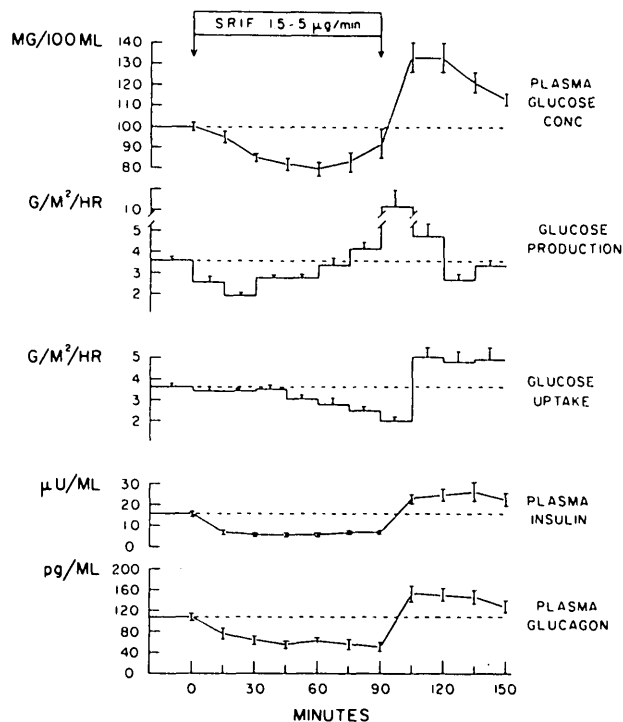 SRIF 15-5 μg/min
MG/100 ML
140
130
120
110
100
90
80
PLASMA
GLUCOSE
CONC
G/M²/HR
10
5
4
3
2
GLUCOSE
PRODUCTION
G/M²/HR
5
4
3
2
GLUCOSE
UPTAKE
μU/ML
30
20
10
0
PLASMA
INSULIN
pg/ML
200
160
120
80
40
0
PLASMA
GLUCAGON
0 30 60 90 120 150
MINUTES